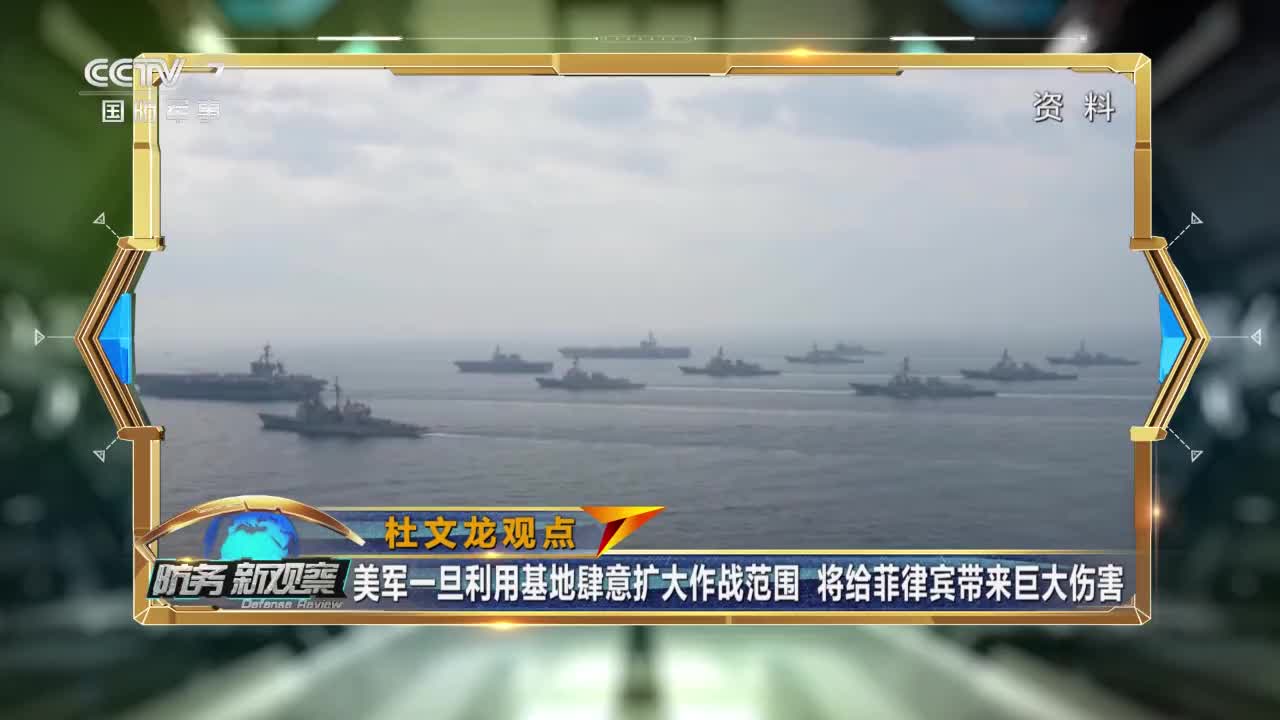 CCTV 7
国防军事
资料
杜文龙观点
防务新观察
Defense Review
美军一旦利用基地肆意扩大作战范围 将给菲律宾带来巨大伤害